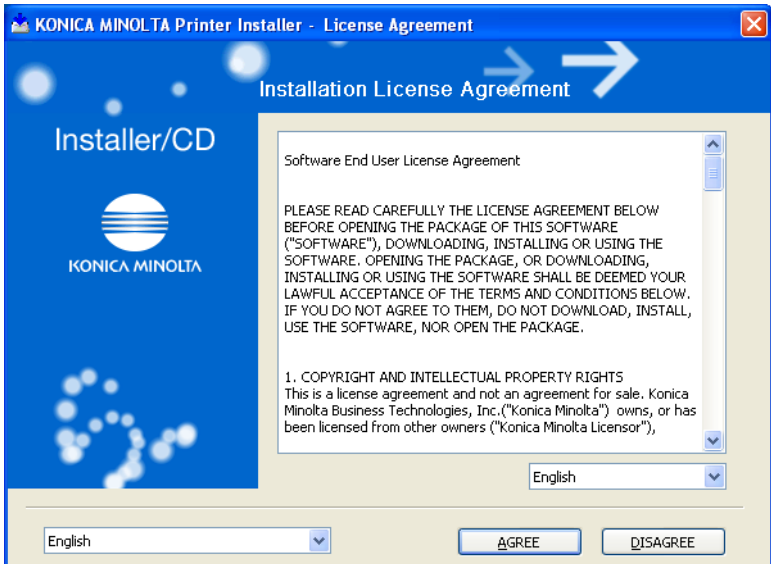 KONICA MINOLTA Printer Installer - License Agreement
Installation License Agreement
Installer/CD
KONICA MINOLTA
Software End User License Agreement
PLEASE READ CAREFULLY THE LICENSE AGREEMENT BELOW
BEFORE OPENING THE PACKAGE OF THIS SOFTWARE
("SOFTWARE"), DOWNLOADING, INSTALLING OR USING THE
SOFTWARE. OPENING THE PACKAGE, OR DOWNLOADING,
INSTALLING OR USING THE SOFTWARE SHALL BE DEEMED YOUR
LAWFUL ACCEPTANCE OF THE TERMS AND CONDITIONS BELOW.
IF YOU DO NOT AGREE TO THEM, DO NOT DOWNLOAD, INSTALL,
USE THE SOFTWARE, NOR OPEN THE PACKAGE.
1. COPYRIGHT AND INTELLECTUAL PROPERTY RIGHTS
This is a license agreement and not an agreement for sale. Konica
Minolta Business Technologies, Inc.("Konica Minolta") owns, or has
been licensed from other owners ("Konica Minolta Licensor"),
English
English
AGREE
DISAGREE